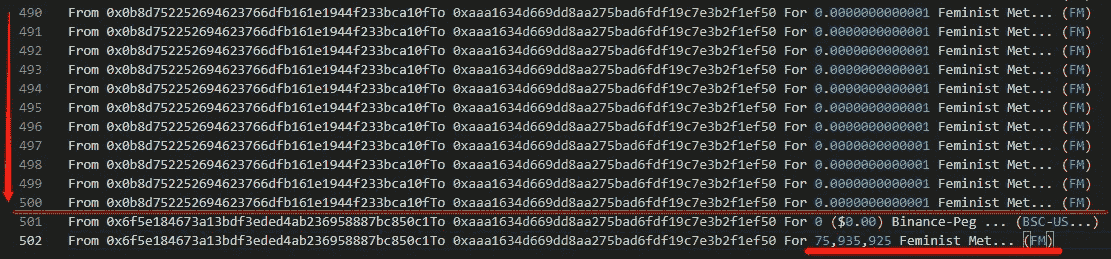 490 From 0x0b8d752252694623766dfb161e1944f233bca10fTo 0xaaa1634d669dd8aa275bad6fdf19c7e3b2f1ef50 For 0.0000000000001 Feminist Met... (FM)
491 From 0x0b8d752252694623766dfb161e1944f233bca10fTo 0xaaa1634d669dd8aa275bad6fdf19c7e3b2f1ef50 For 0.0000000000001 Feminist Met... (FM)
492 From 0x0b8d752252694623766dfb161e1944f233bca10fTo 0xaaa1634d669dd8aa275bad6fdf19c7e3b2f1ef50 For 0.0000000000001 Feminist Met... (FM)
493 From 0x0b8d752252694623766dfb161e1944f233bca10fTo 0xaaa1634d669dd8aa275bad6fdf19c7e3b2f1ef50 For 0.0000000000001 Feminist Met... (FM)
494 From 0x0b8d752252694623766dfb161e1944f233bca10fTo 0xaaa1634d669dd8aa275bad6fdf19c7e3b2f1ef50 For 0.0000000000001 Feminist Met... (FM)
495 From 0x0b8d752252694623766dfb161e1944f233bca10fTo 0xaaa1634d669dd8aa275bad6fdf19c7e3b2f1ef50 For 0.0000000000001 Feminist Met... (FM)
496 From 0x0b8d752252694623766dfb161e1944f233bca10fTo 0xaaa1634d669dd8aa275bad6fdf19c7e3b2f1ef50 For 0.0000000000001 Feminist Met... (FM)
497 From 0x0b8d752252694623766dfb161e1944f233bca10fTo 0xaaa1634d669dd8aa275bad6fdf19c7e3b2f1ef50 For 0.0000000000001 Feminist Met... (FM)
498 From 0x0b8d752252694623766dfb161e1944f233bca10fTo 0xaaa1634d669dd8aa275bad6fdf19c7e3b2f1ef50 For 0.0000000000001 Feminist Met... (FM)
499 From 0x0b8d752252694623766dfb161e1944f233bca10fTo 0xaaa1634d669dd8aa275bad6fdf19c7e3b2f1ef50 For 0.0000000000001 Feminist Met... (FM)
500 From 0x0b8d752252694623766dfb161e1944f233bca10fTo 0xaaa1634d669dd8aa275bad6fdf19c7e3b2f1ef50 For 0.0000000000001 Feminist Met... (FM)
501 From 0x6f5e184673a13bdf3eded4ab236958887bc850c1To 0xaaa1634d669dd8aa275bad6fdf19c7e3b2f1ef50 For 0 ($0.00) Binance-Peg ... (BSC-US...)
502 From 0x6f5e184673a13bdf3eded4ab236958887bc850c1To 0xaaa1634d669dd8aa275bad6fdf19c7e3b2f1ef50 For 75,935,925 Feminist Met... (FM)